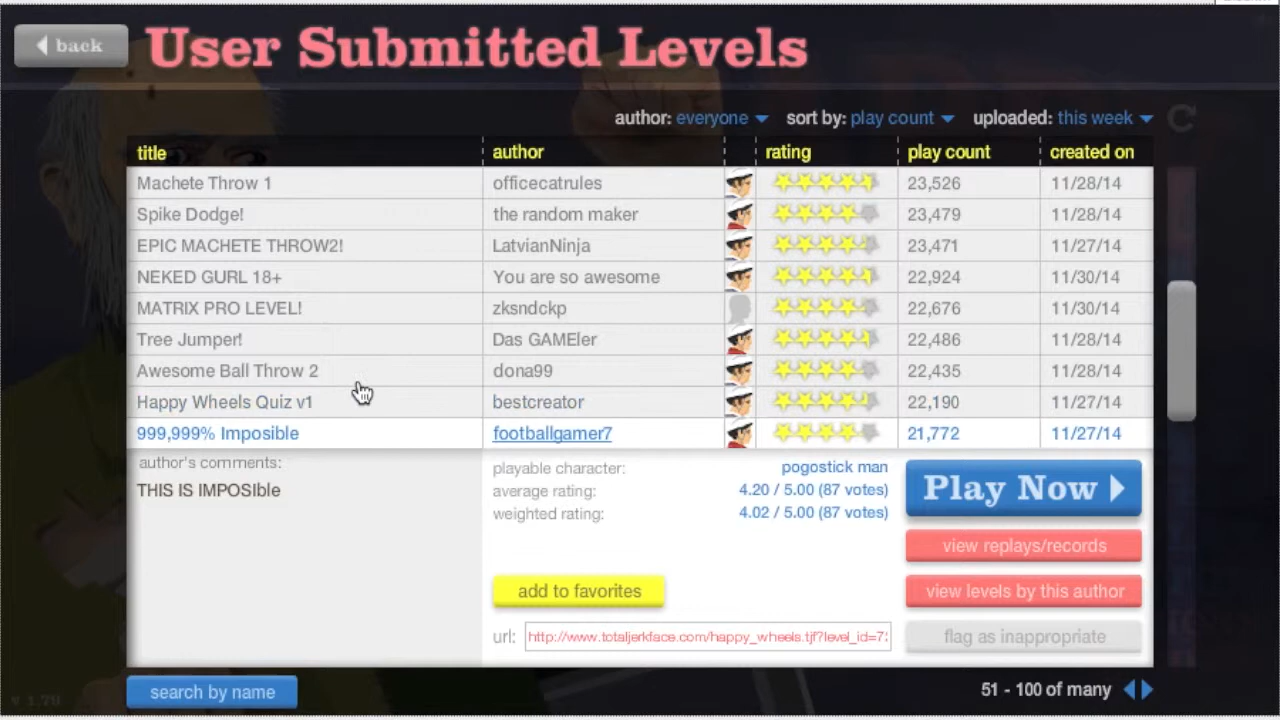 back
User Submitted Levels
author: everyone sort by: play count uploaded: this week
title author rating play count created on
Machete Throw 1 officecatrules 23,526 11/28/14
Spike Dodge! the random maker 23,479 11/28/14
EPIC MACHETE THROW2! LatvianNinja 23,471 11/27/14
NEKED GURL 18+ You are so awesome 22,924 11/30/14
MATRIX PRO LEVEL! zksndckp 22,676 11/30/14
Tree Jumper! Das GAMEler 22,486 11/28/14
Awesome Ball Throw 2 dona99 22,435 11/28/14
Happy Wheels Quiz v1 bestcreator 22,190 11/27/14
999,999% Imposible footballgamer7 21,772 11/27/14
author's comments:
THIS IS IMPOSIble
playable character: pogostick man
average rating: 4.20 / 5.00 (87 votes)
weighted rating: 4.02 / 5.00 (87 votes)
Play Now
view replays/records
add to favorites
view levels by this author
url: http://www.totaljerkface.com/happy_wheels.tjf?level_id=7
flag as inappropriate
search by name
51 - 100 of many